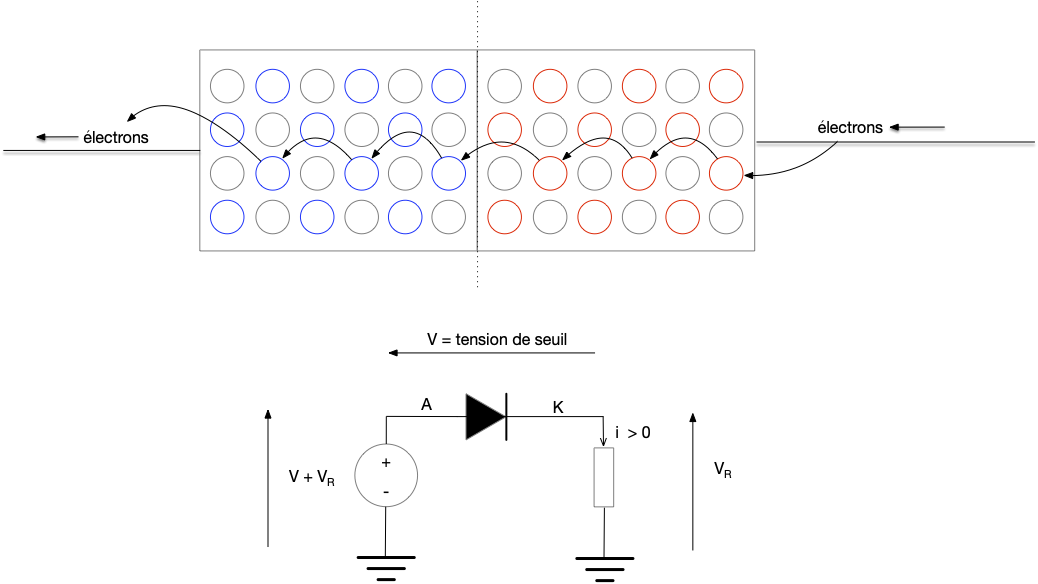 électrons
électrons
V = tension de seuil
A
K
i > 0
+
V + VR
-
VR